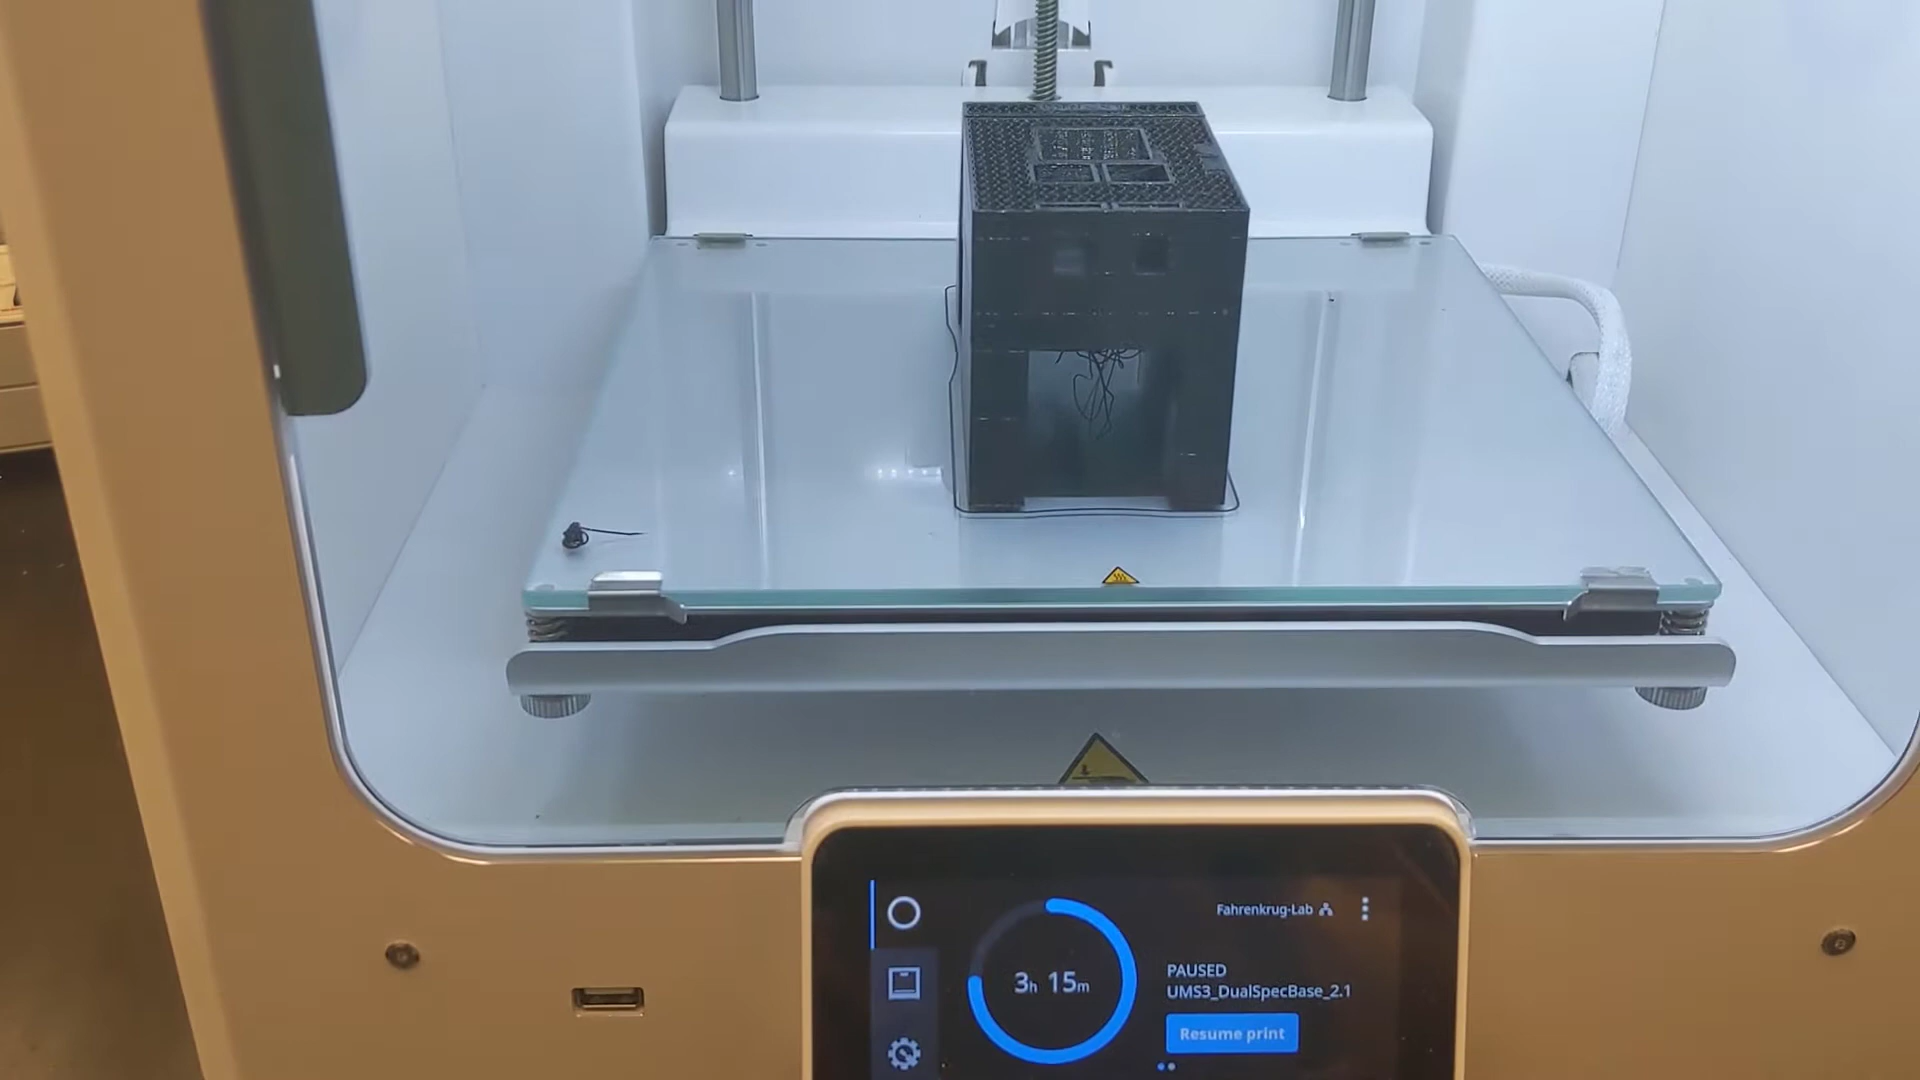 Fahrenkrug-Lab
3h 15m
PAUSED
UMS3_DualSpecBase_2.1
Resume print